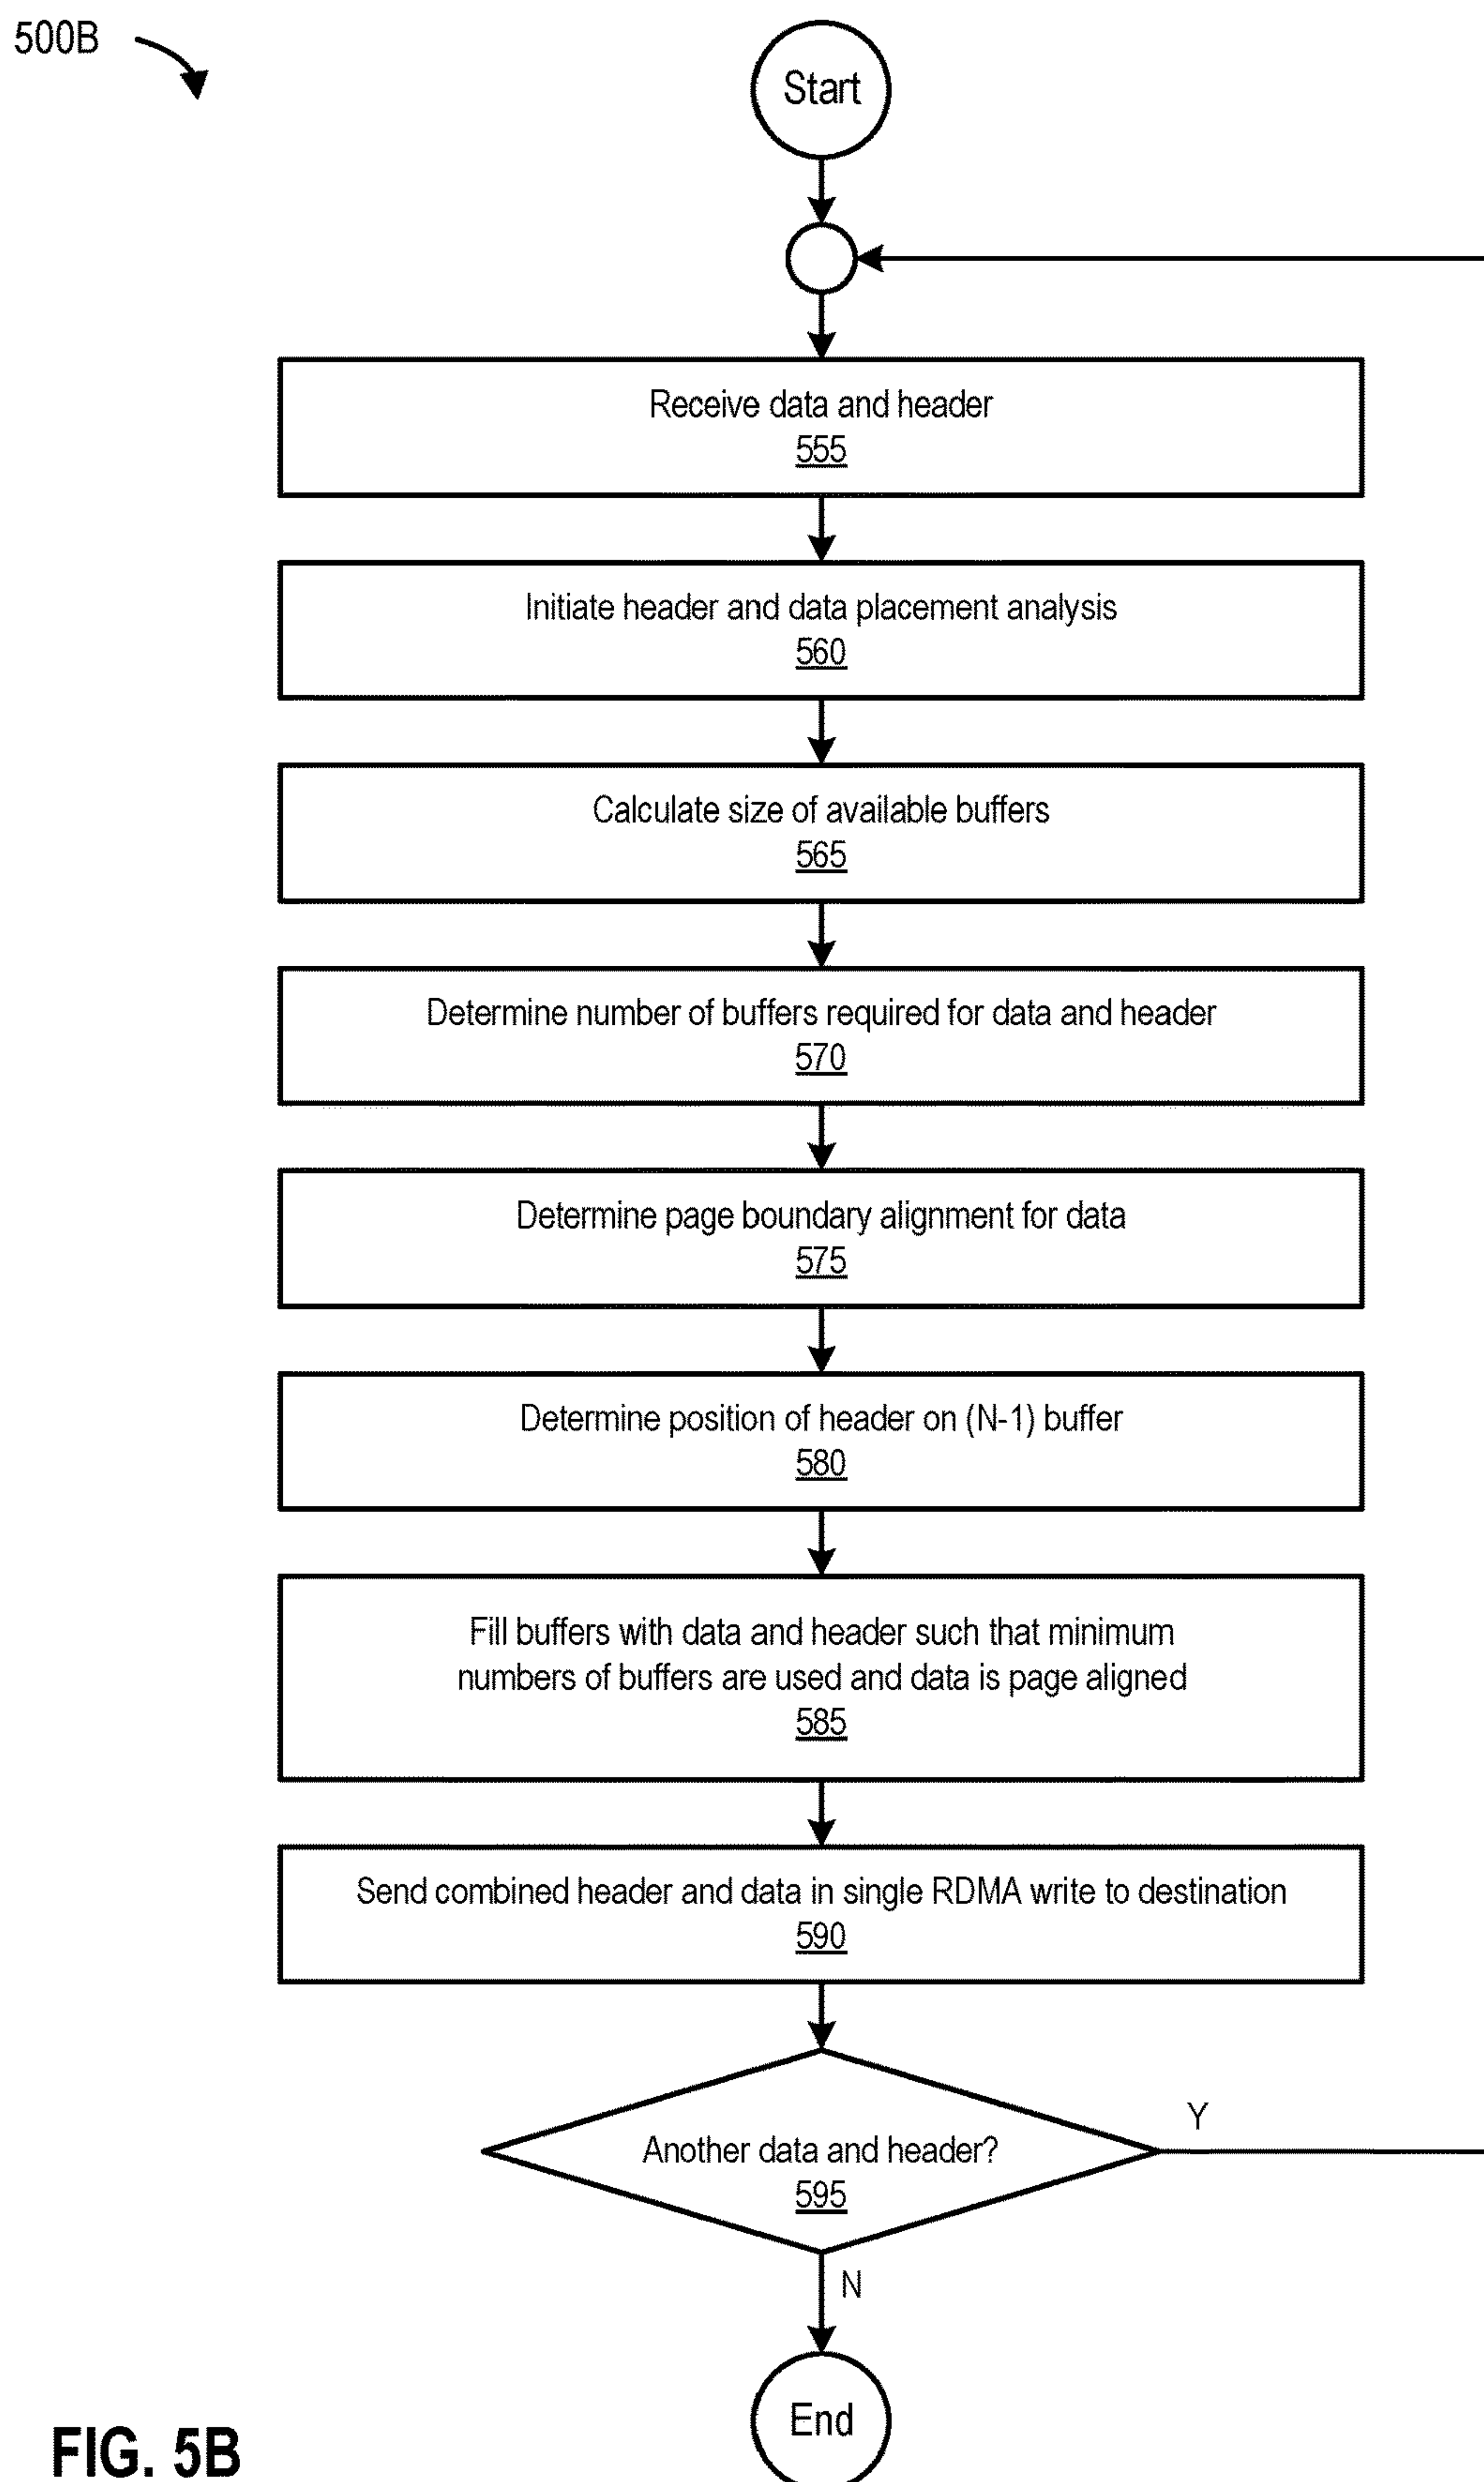 500B
Start
Receive data and header
555
Initiate header and data placement analysis
560
Calculate size of available buffers
565
Determine number of buffers required for data and header
570
Determine page boundary alignment for data
575
Determine position of header on (N-1) buffer
580
Fill buffers with data and header such that minimum
numbers of buffers are used and data is page aligned
585
Send combined header and data in single RDMA write to destination
590
Y
Another data and header?
595
N
End
FIG. 5B